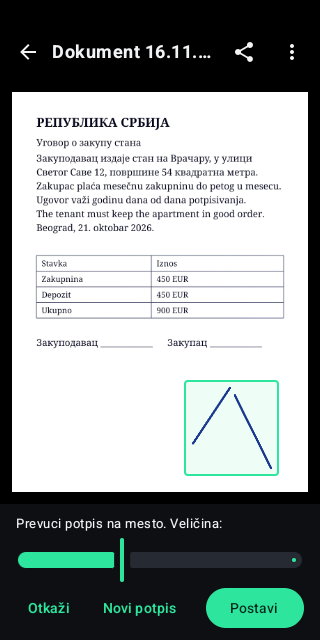 Dokument 16.11.…
РЕПУБЛИКА СРБИЈА
Уговор о закупу стана
Закуподавац издаје стан на Врачару, у улици
Светог Саве 12, површине 54 квадратна метра.
Zakupac plaća mesečnu zakupninu do petog u mesecu.
Ugovor važi godinu dana od dana potpisivanja.
The tenant must keep the apartment in good order.
Beograd, 21. oktobar 2026.
Stavka Iznos
Zakupnina 450 EUR
Depozit 450 EUR
Ukupno 900 EUR
Закуподавац ___________ Закупац ___________
Prevuci potpis na mesto. Veličina:
Otkaži Novi potpis Postavi